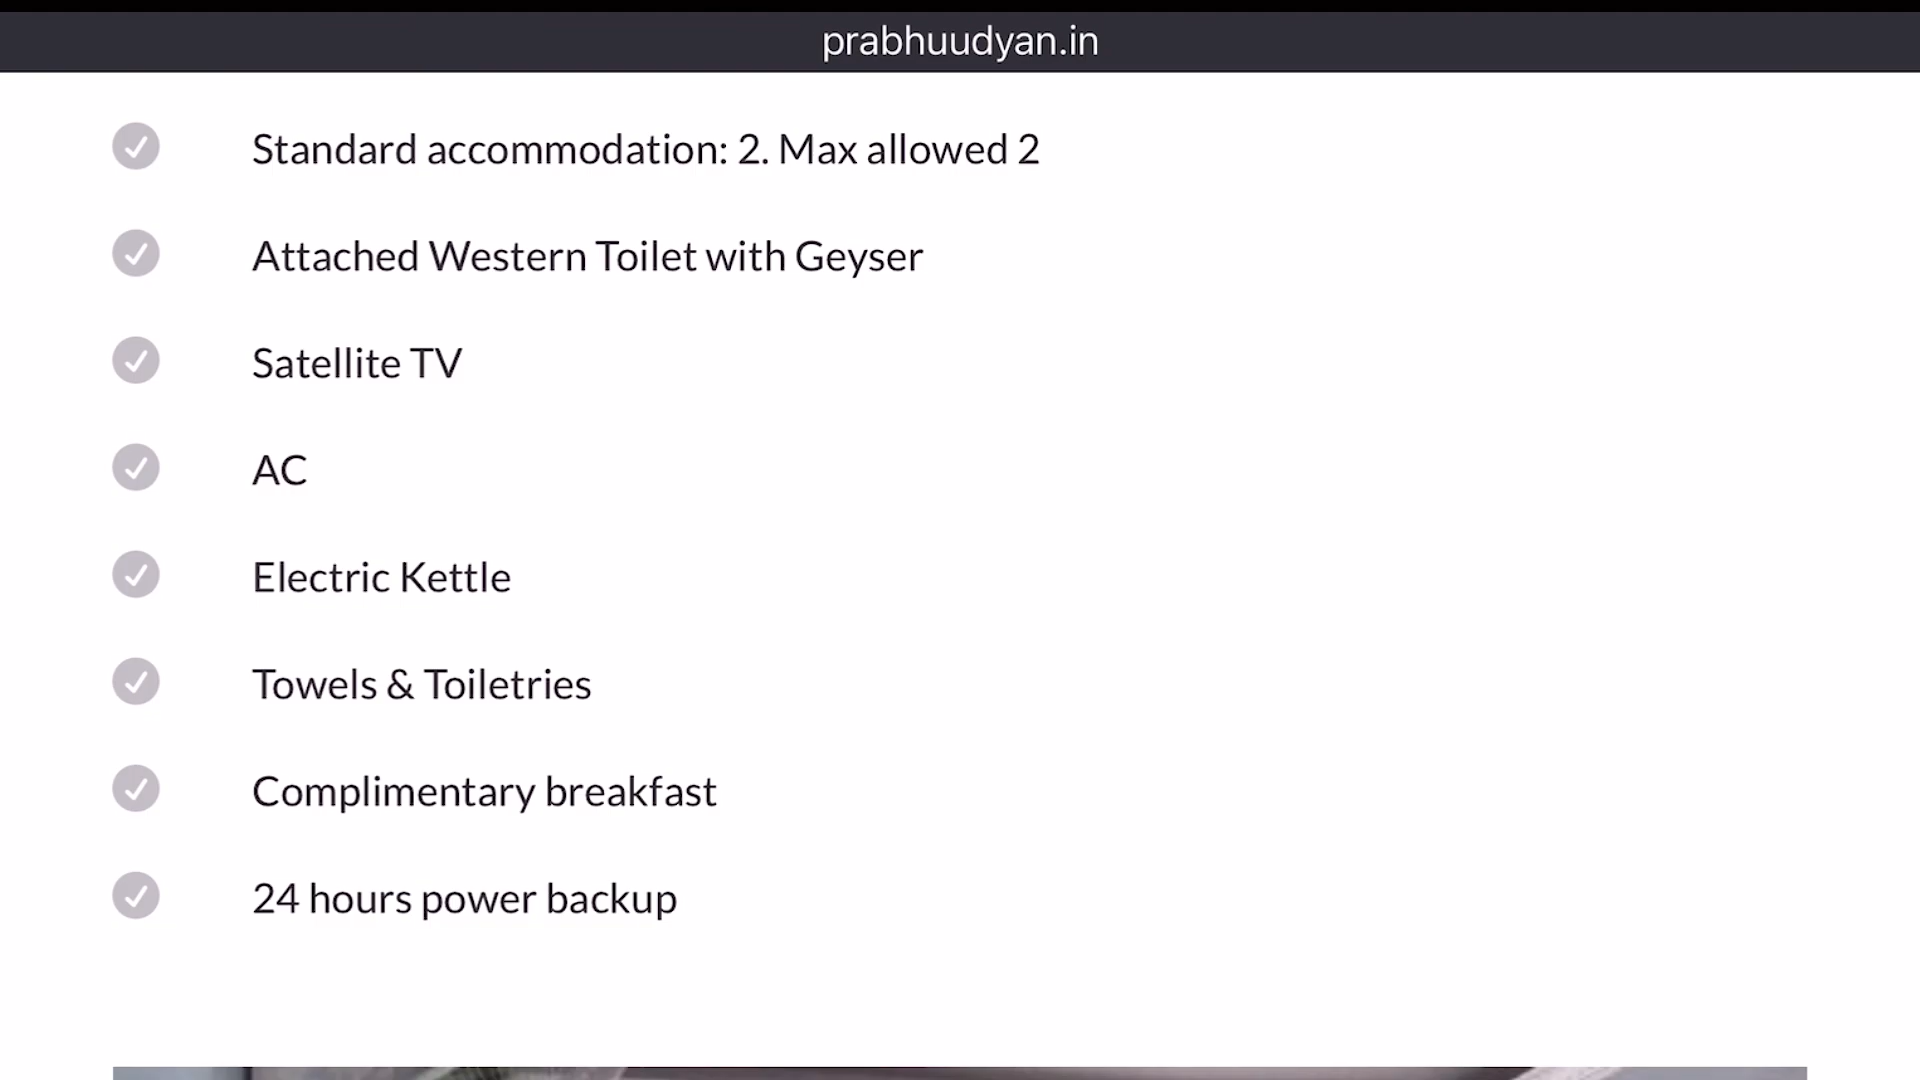 prabhuudyan.in
Standard accommodation: 2. Max allowed 2
Attached Western Toilet with Geyser
Satellite TV
AC
Electric Kettle
Towels & Toiletries
Complimentary breakfast
24 hours power backup